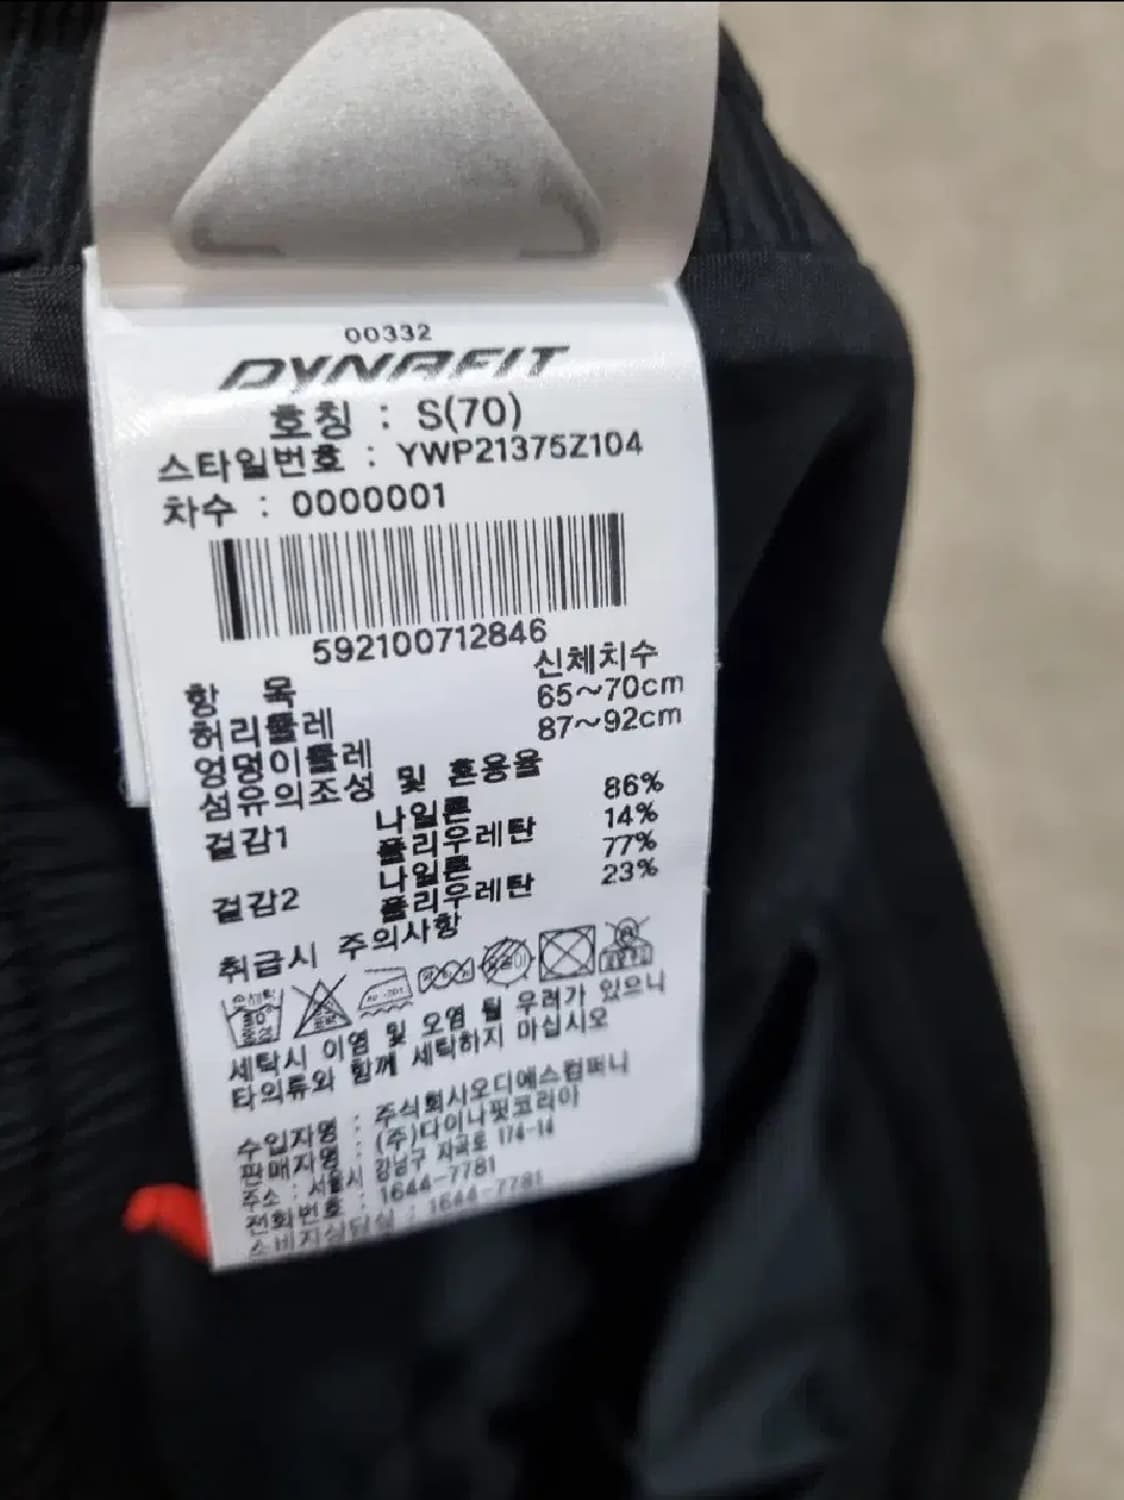 00332
DYNAFIT
호칭 : S(70)
스타일번호 : YWP21375Z104
차수 : 0000001
592100712846
항 목 신체치수
허리둘레 65~70cm
엉덩이둘레 87~92cm
섬유의조성 및 혼용율
겉감1 나일론 86%
폴리우레탄 14%
겉감2 나일론 77%
폴리우레탄 23%
취급시 주의사항
세탁시 이염 및 오염 될 우려가 있으니
타의류와 함께 세탁하지 마십시오
수입자명 : 주식회사오디에스컴퍼니
판매자명 : (주)다이나핏코리아
주소 : 서울시 강남구 자곡로 174-14
전화번호 : 1644-7781
소비자상담실 : 1644-7781